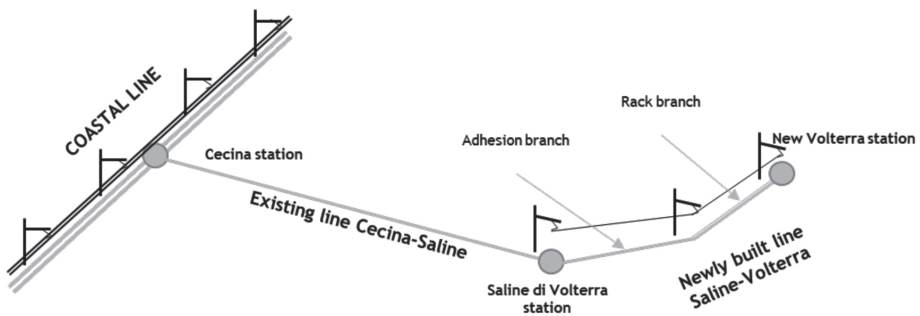 COASTAL LINE
Cecina station
Existing line Cecina-Saline
Saline di Volterra
station
Adhesion branch
Rack branch
New Volterra station
Newly built line
Saline-Volterra